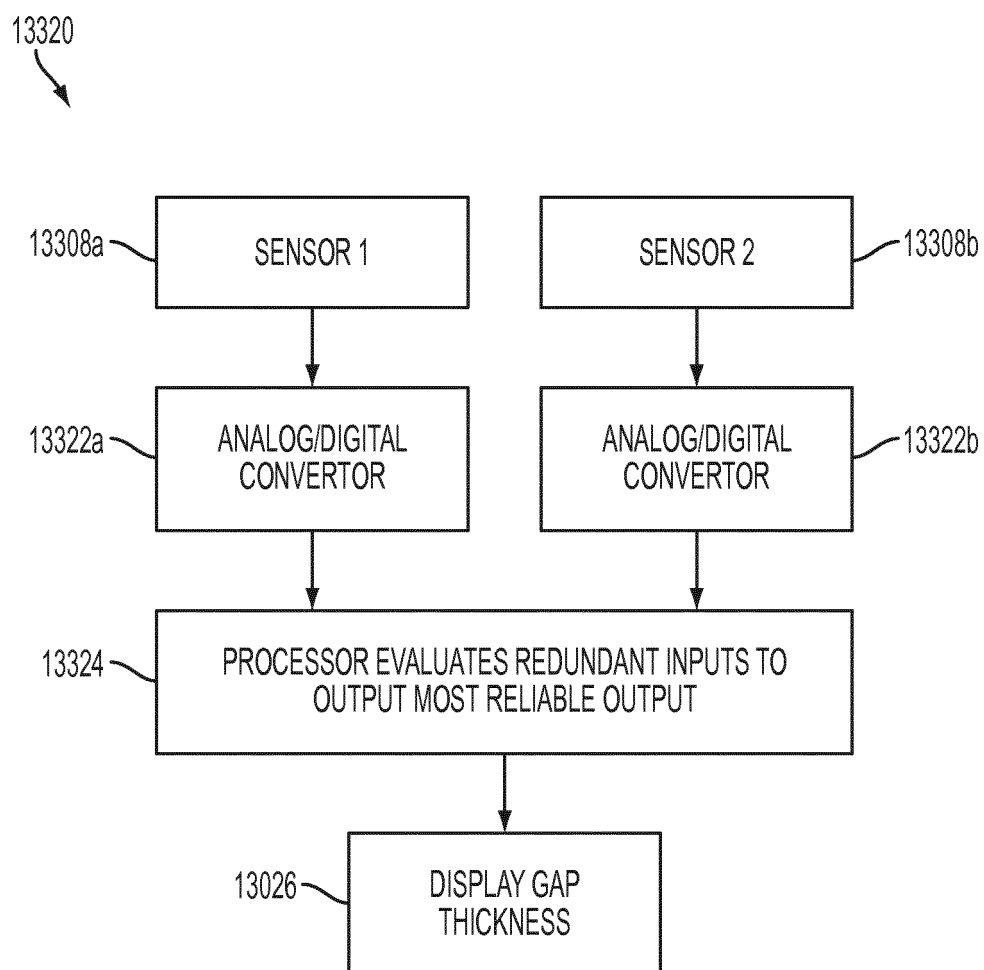 13320
SENSOR 1
SENSOR 2
13308a
13308b
ANALOG/DIGITAL
CONVERTOR
ANALOG/DIGITAL
CONVERTOR
13322a
13322b
PROCESSOR EVALUATES REDUNDANT INPUTS TO
OUTPUT MOST RELIABLE OUTPUT
13324
DISPLAY GAP
THICKNESS
13026